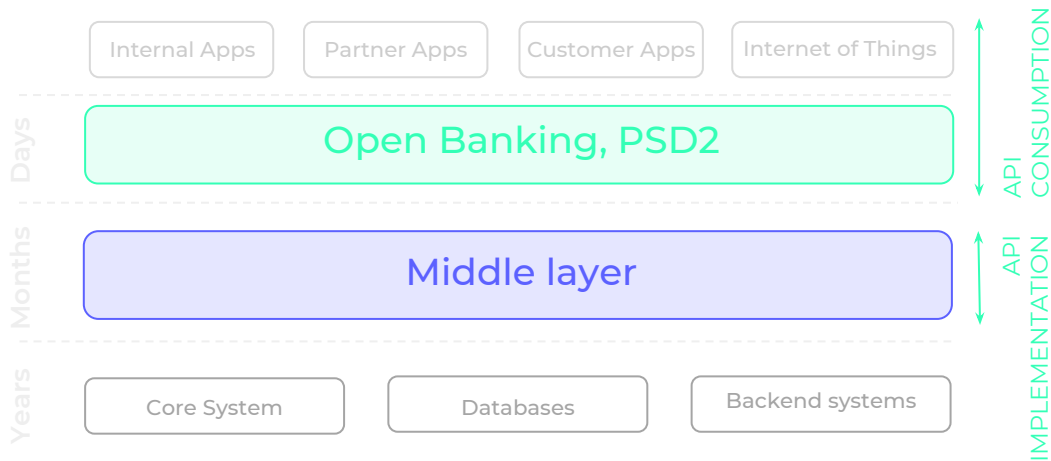 Internal Apps
Partner Apps
Customer Apps
Internet of Things
Days
Open Banking, PSD2
API
CONSUMPTION
Months
Middle layer
API
IMPLEMENTATION
Years
Core System
Databases
Backend systems